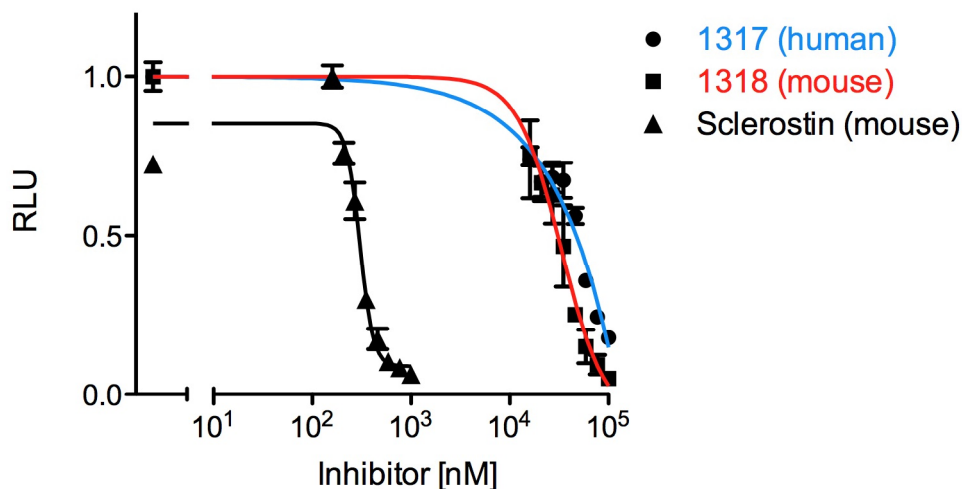 1317 (human)
1318 (mouse)
Sclerostin (mouse)
RLU
1.0
0.5
0.0
10¹ 10² 10³ 10⁴ 10⁵
Inhibitor [nM]